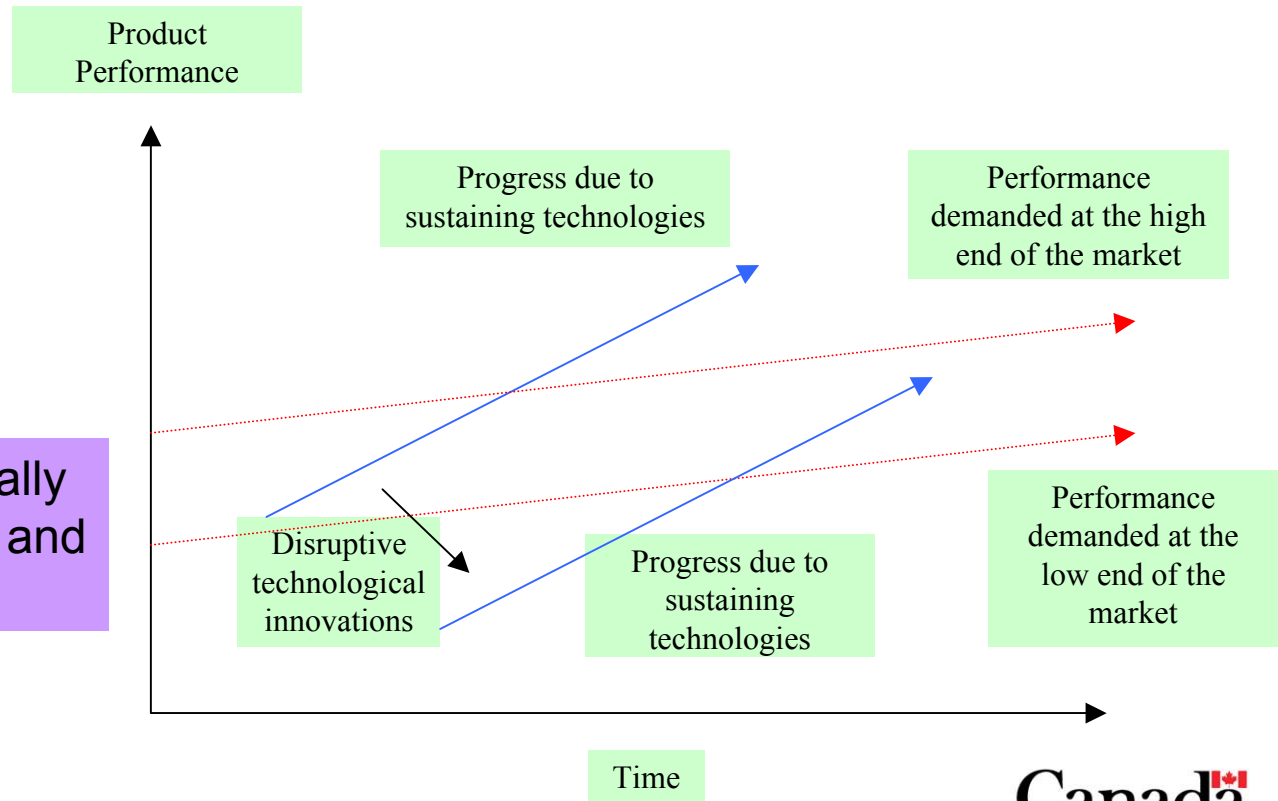 Product
Performance
Progress due to
sustaining technologies
Performance
demanded at the high
end of the market
ally
and
Disruptive
technological
innovations
Progress due to
sustaining
technologies
Performance
demanded at the
low end of the
market
Time
Canada